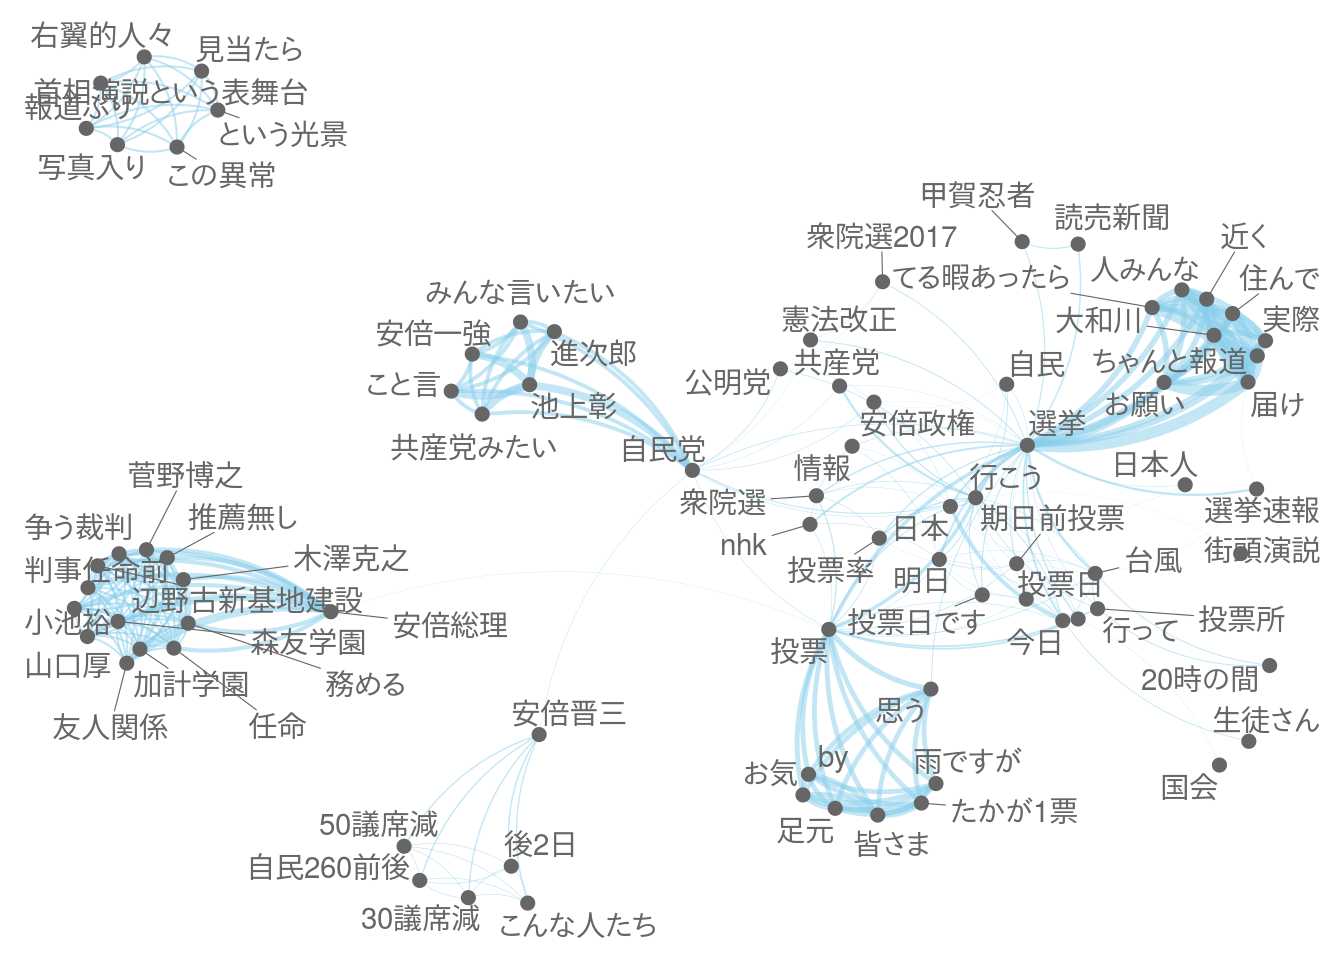 右翼的人々
見当たら
首相演説という表舞台
報道ぶり
という光景
写真入り
この異常
甲賀忍者
読売新聞
衆院選2017
近く
てる暇あったら
人みんな
住んで
みんな言いたい
憲法改正
大和川
実際
安倍一強
進次郎
共産党
自民
ちゃんと報道
こと言
公明党
池上彰
お願い
届け
安倍政権
選挙
共産党みたい
自民党
情報
行こう
日本人
菅野博之
衆院選
選挙速報
争う裁判
推薦無し
nhk
日本
期日前投票
街頭演説
判事任命前
木澤克之
投票率
明日
投票日
台風
辺野古新基地建設
小池裕
安倍総理
投票日です
行って
投票所
森友学園
今日
山口厚
投票
加計学園
務める
20時の間
友人関係
任命
安倍晋三
思う
生徒さん
by
お気
雨ですが
国会
50議席減
足元
たかが1票
後2日
皆さま
自民260前後
30議席減
こんな人たち